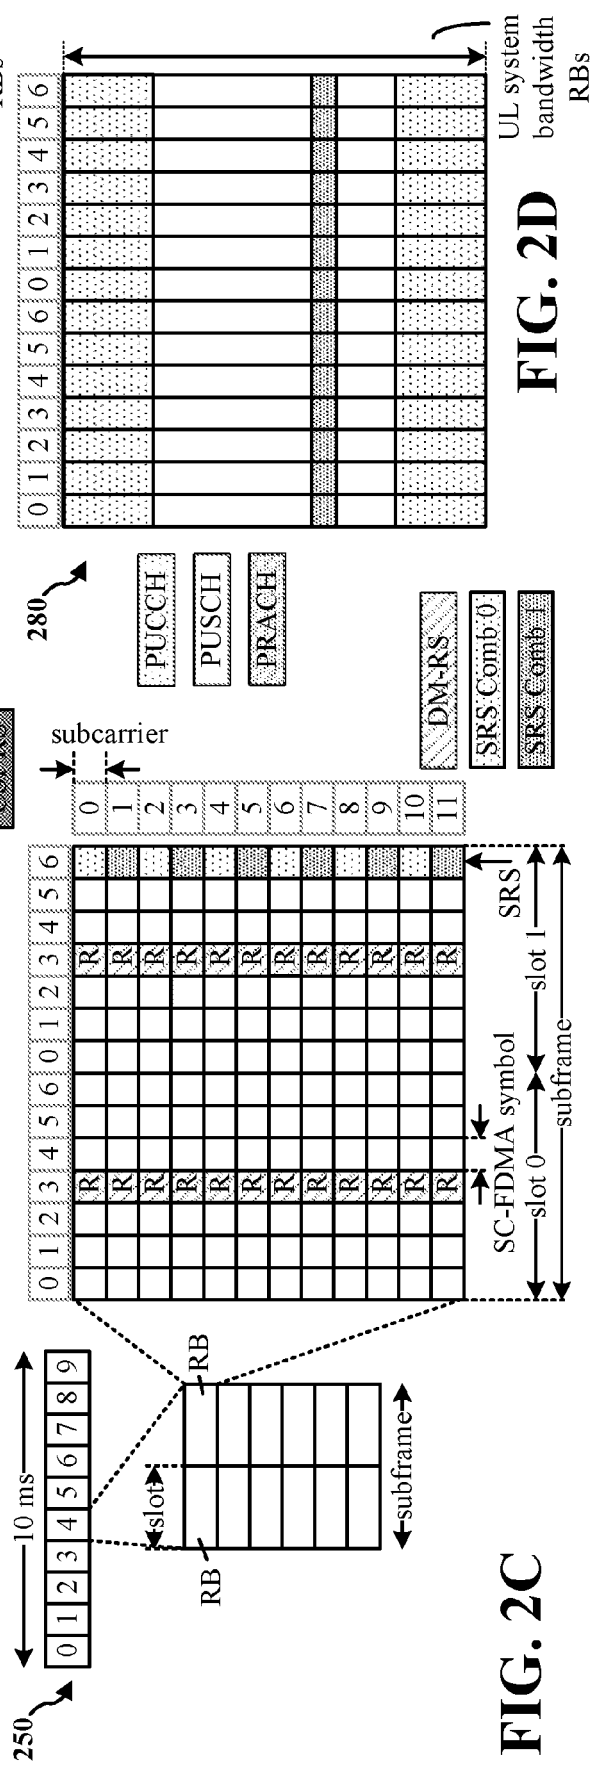 250
10 ms
0 1 2 3 4 5 6 7 8 9
RB
slot
RB
subframe
0 1 2 3 4 5 6 0 1 2 3 4 5 6
subcarrier
R R 0
R R 1
R R 2
R R 3
R R 4
R R 5
R R 6
R R 7
R R 8
R R 9
R R 10
R R 11
SC-FDMA symbol
SRS
slot 0
slot 1
subframe
DM-RS
SRS Comb 0
SRS Comb 1
FIG. 2C
280
0 1 2 3 4 5 6 0 1 2 3 4 5 6
RBs
PUCCH
PUSCH
PRACH
UL system
bandwidth
RBs
FIG. 2D